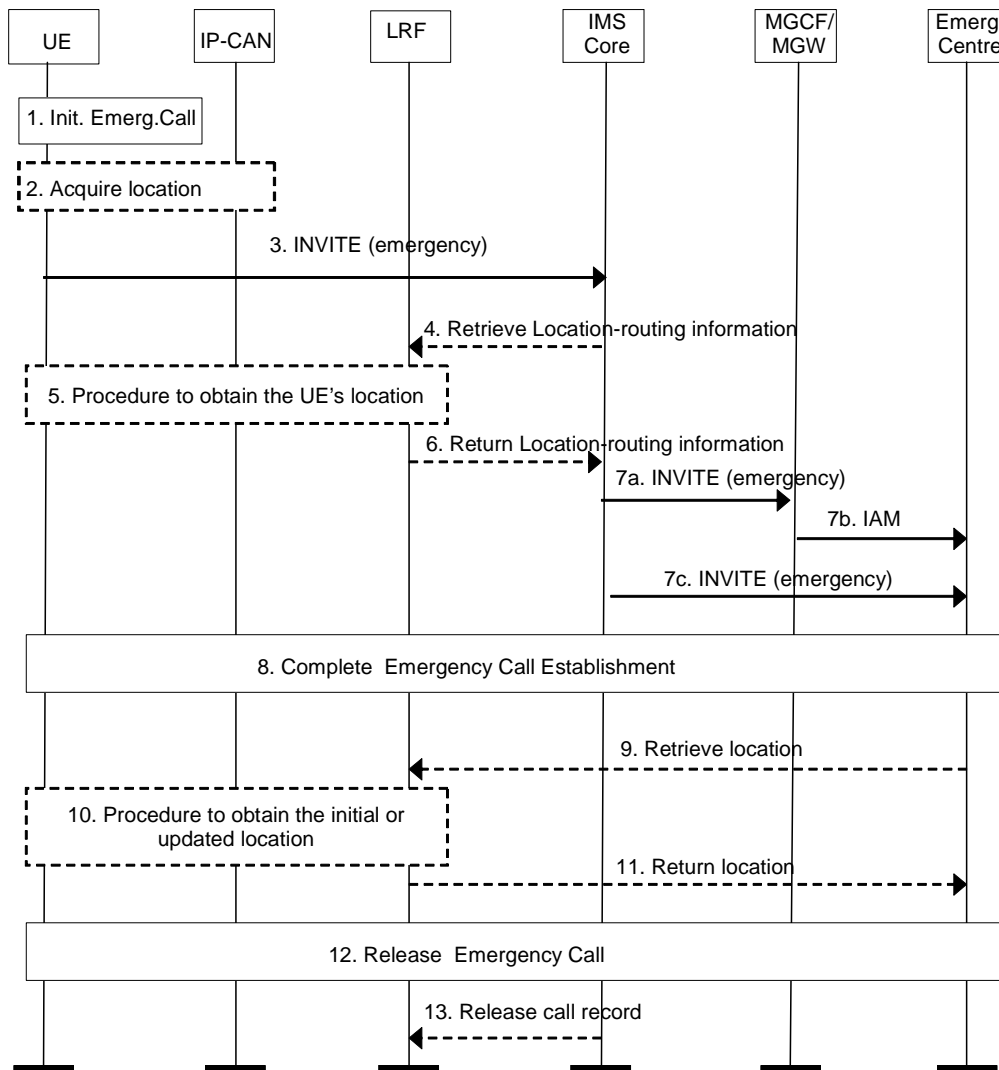 UE
IP-CAN
LRF
IMS
Core
MGCF/
MGW
Emerg
Centre
1. Init. Emerg.Call
2. Acquire location
3. INVITE (emergency)
4. Retrieve Location-routing information
5. Procedure to obtain the UE's location
6. Return Location-routing information
7a. INVITE (emergency)
7b. IAM
7c. INVITE (emergency)
8. Complete Emergency Call Establishment
9. Retrieve location
10. Procedure to obtain the initial or
updated location
11. Return location
12. Release Emergency Call
13. Release call record